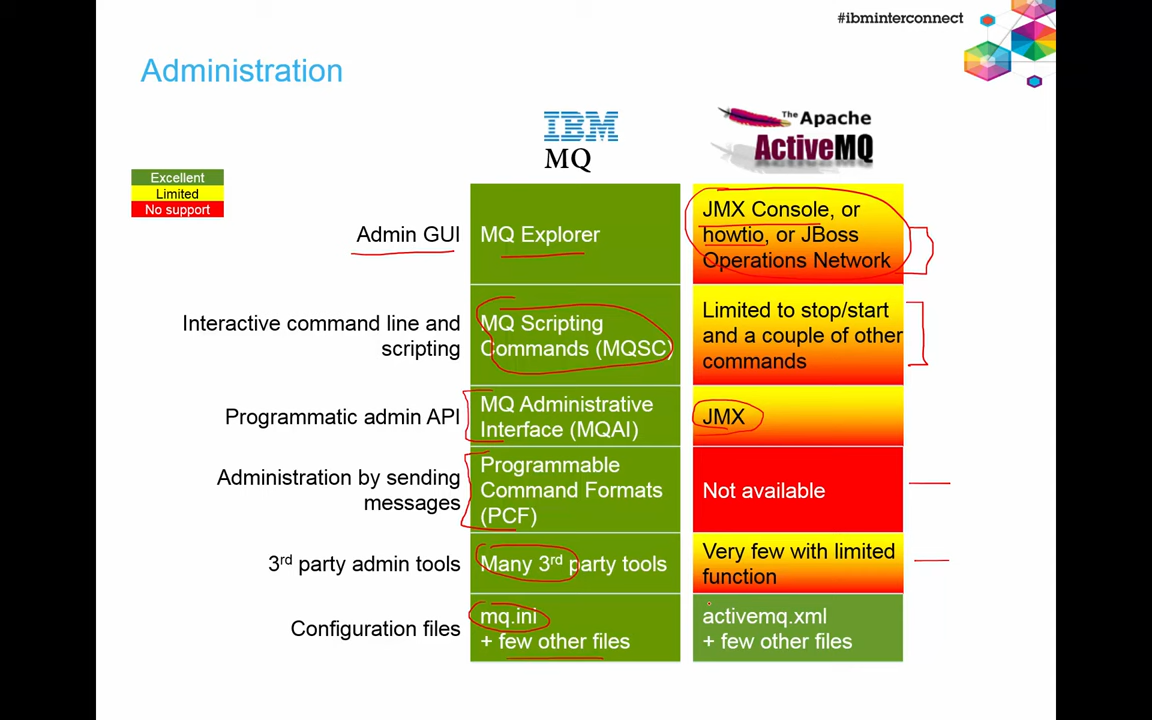 #ibminterconnect
Administration
IBM
MQ
The Apache
ActiveMQ
Excellent
Limited
No support
Admin GUI
MQ Explorer
JMX Console, or
howtio, or JBoss
Operations Network
Interactive command line and
scripting
MQ Scripting
Commands (MQSC)
Limited to stop/start
and a couple of other
commands
Programmatic admin API
MQ Administrative
Interface (MQAI)
JMX
Administration by sending
messages
Programmable
Command Formats
(PCF)
Not available
3rd party admin tools
Many 3rd party tools
Very few with limited
function
Configuration files
mq.ini
+ few other files
activemq.xml
+ few other files